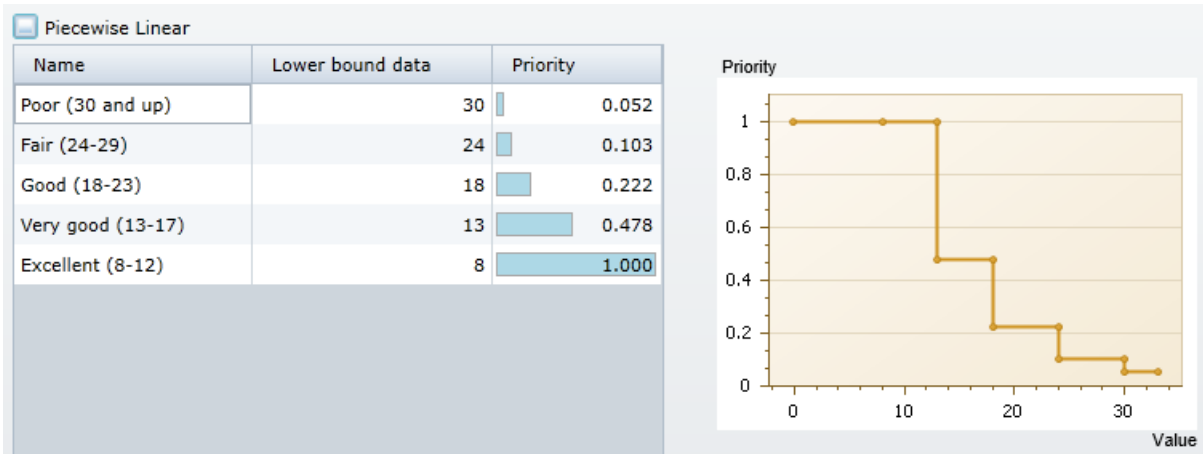 Piecewise Linear
Name Lower bound data Priority
Poor (30 and up) 30 0.052
Fair (24-29) 24 0.103
Good (18-23) 18 0.222
Very good (13-17) 13 0.478
Excellent (8-12) 8 1.000
Priority
1
0.8
0.6
0.4
0.2
0
0 10 20 30
Value